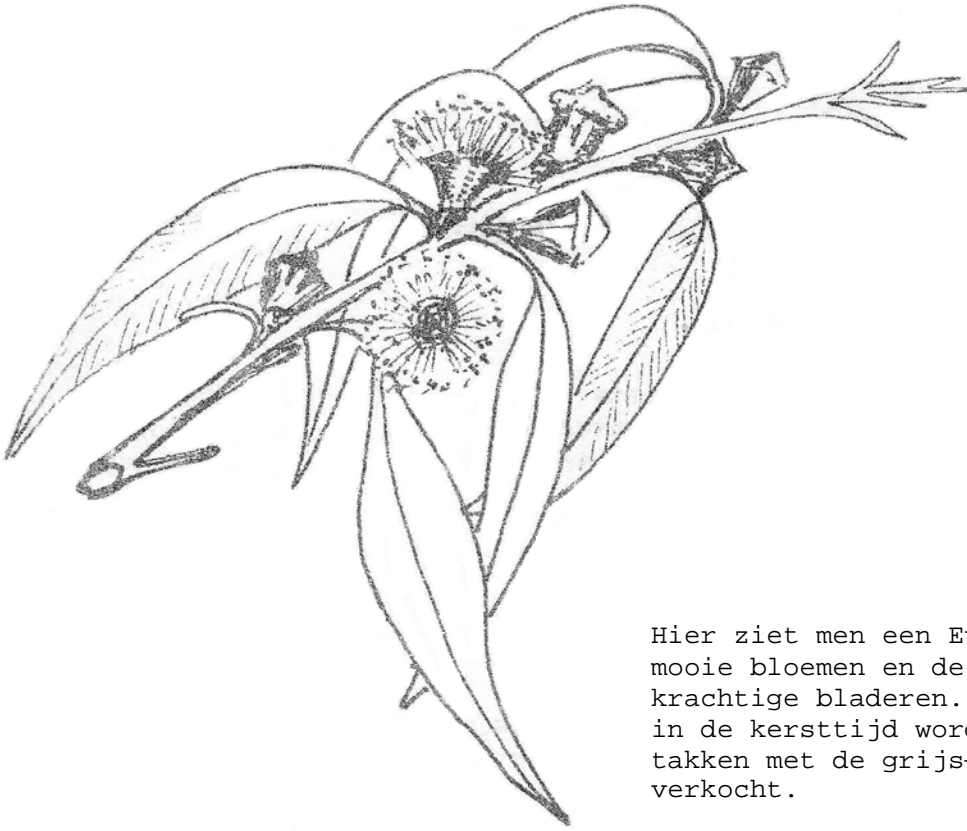 Hier ziet men een
mooie bloemen en de
krachtige bladeren.
in de kersttijd
takken met de grijs-
verkocht.